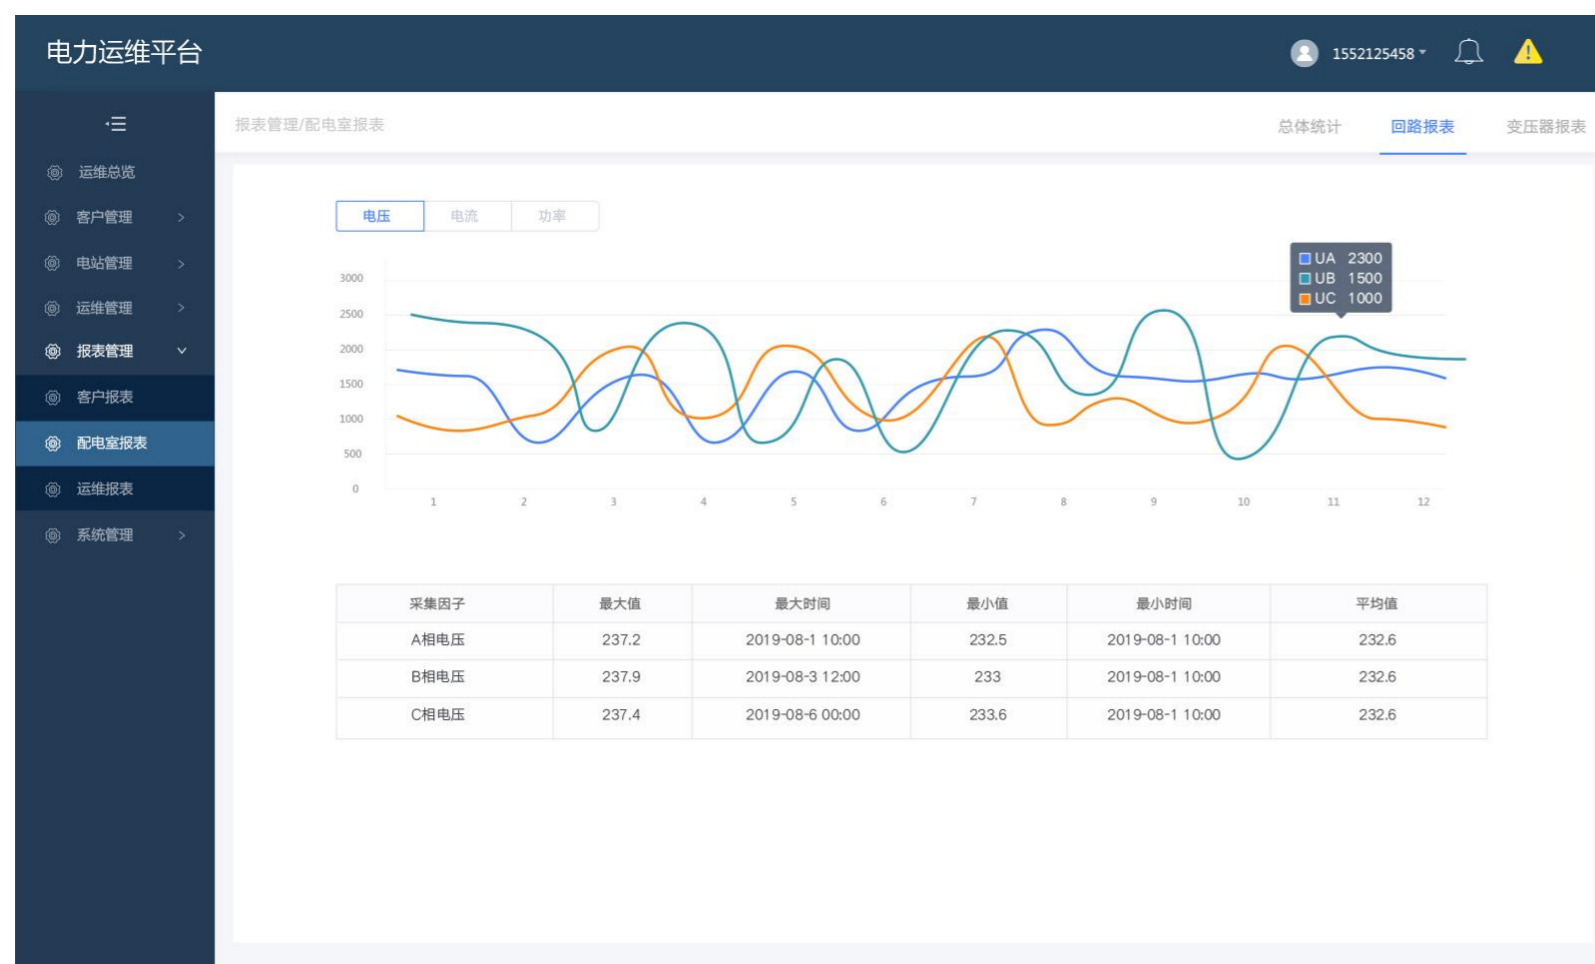 电力运维平台
1552125458
报表管理/配电室报表
总体统计 回路报表 变压器报表
运维总览
客户管理
电站管理
运维管理
报表管理
客户报表
配电室报表
运维报表
系统管理
电压 电流 功率
UA 2300
UB 1500
UC 1000
3000
2500
2000
1500
1000
500
0
1 2 3 4 5 6 7 8 9 10 11 12
采集因子 最大值 最大时间 最小值 最小时间 平均值
A相电压 237.2 2019-08-1 10:00 232.5 2019-08-1 10:00 232.6
B相电压 237.9 2019-08-3 12:00 233 2019-08-1 10:00 232.6
C相电压 237.4 2019-08-6 00:00 233.6 2019-08-1 10:00 232.6